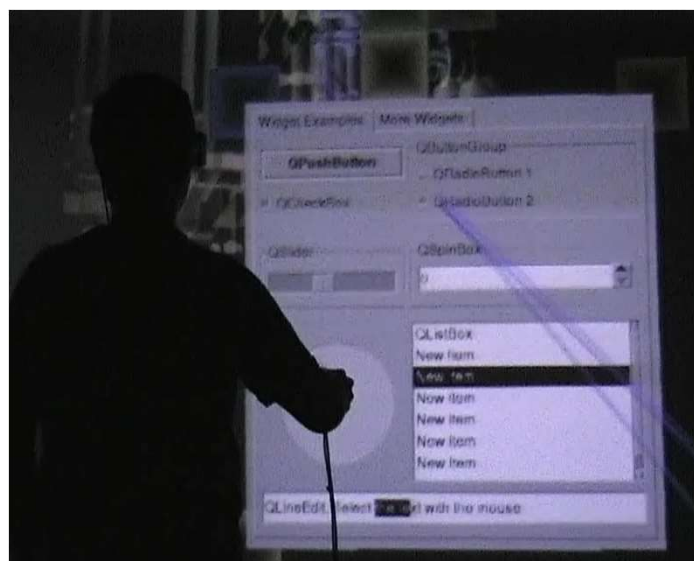 Widget Examples More Widgets
QPushButton
QButtonGroup
QRadioButton 1
QCheckBox
QRadioButton 2
QSlider
QSpinBox
0
QListBox
New Item
New Item
New Item
New Item
New Item
New Item
QLineEdit, Select the text with the mouse